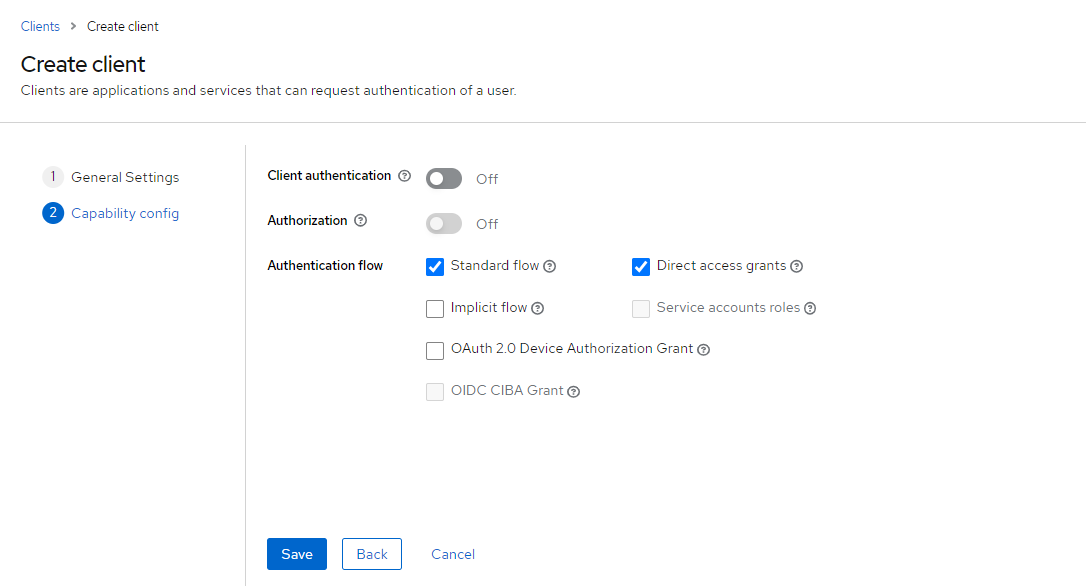 Clients > Create client
Create client
Clients are applications and services that can request authentication of a user.
1 General Settings
2 Capability config
Client authentication ? Off
Authorization ? Off
Authentication flow Standard flow ? Direct access grants ?
Implicit flow ? Service accounts roles ?
OAuth 2.0 Device Authorization Grant ?
OIDC CIBA Grant ?
Save Back Cancel